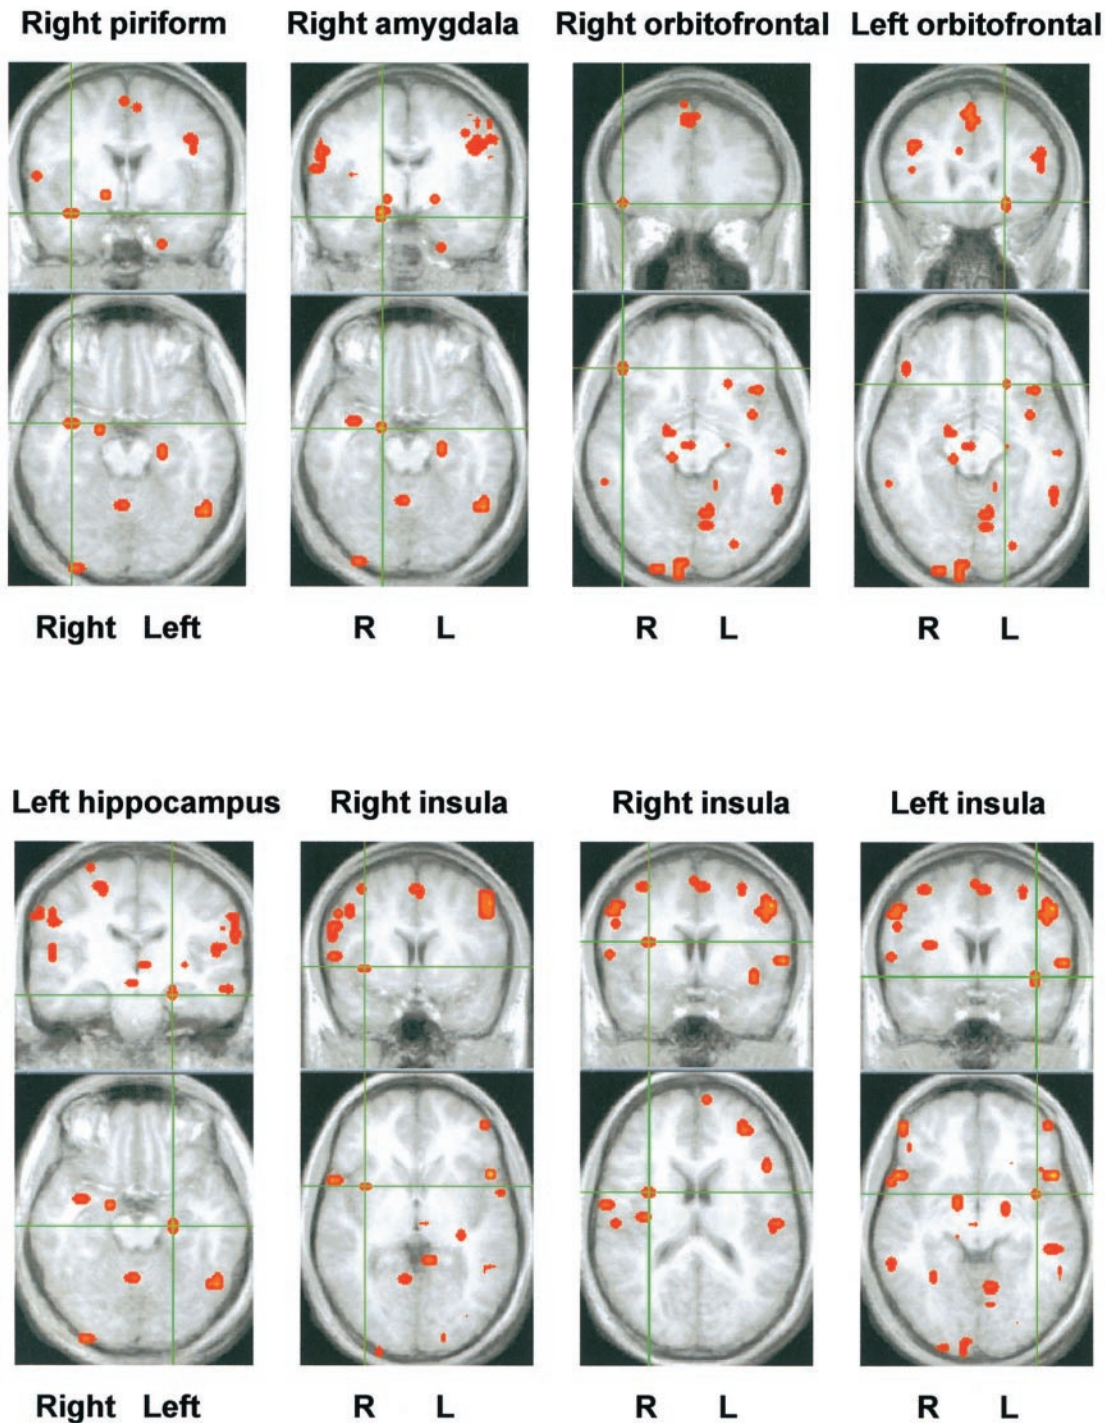 Right piriform Right amygdala Right orbitofrontal Left orbitofrontal
Right Left R L R L R L
Left hippocampus Right insula Right insula Left insula
Right Left R L R L R L